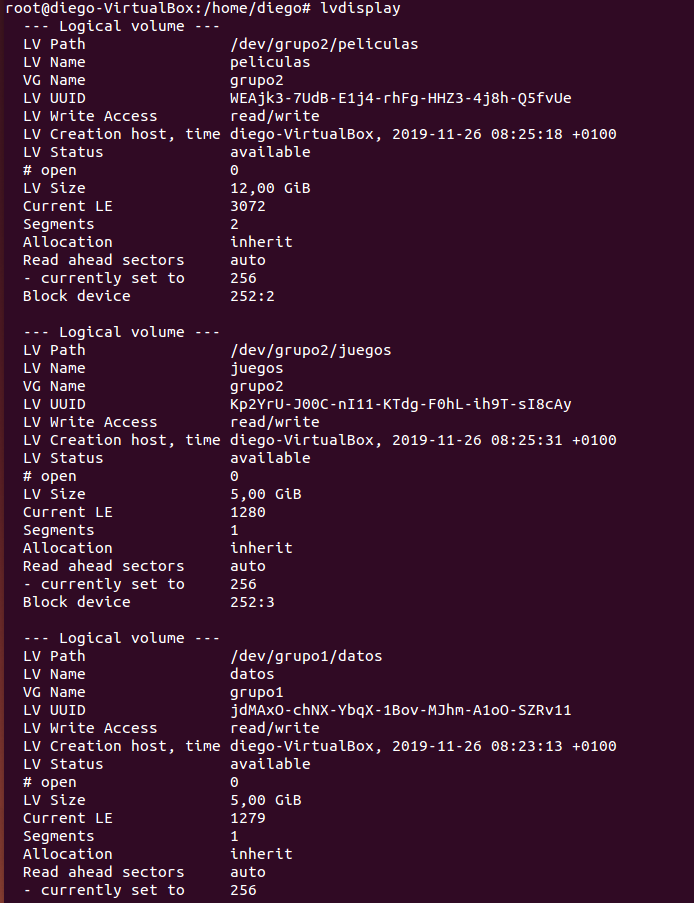 root@diego-VirtualBox:/home/diego# lvdisplay
  --- Logical volume ---
  LV Path                /dev/grupo2/peliculas
  LV Name                peliculas
  VG Name                grupo2
  LV UUID                WEAjk3-7UdB-E1j4-rhFg-HHZ3-4j8h-Q5fvUe
  LV Write Access        read/write
  LV Creation host, time diego-VirtualBox, 2019-11-26 08:25:18 +0100
  LV Status              available
  # open                 0
  LV Size                12,00 GiB
  Current LE             3072
  Segments               2
  Allocation             inherit
  Read ahead sectors     auto
  - currently set to     256
  Block device           252:2

  --- Logical volume ---
  LV Path                /dev/grupo2/juegos
  LV Name                juegos
  VG Name                grupo2
  LV UUID                Kp2YrU-J00C-nI11-KTdg-F0hL-ih9T-sI8cAy
  LV Write Access        read/write
  LV Creation host, time diego-VirtualBox, 2019-11-26 08:25:31 +0100
  LV Status              available
  # open                 0
  LV Size                5,00 GiB
  Current LE             1280
  Segments               1
  Allocation             inherit
  Read ahead sectors     auto
  - currently set to     256
  Block device           252:3

  --- Logical volume ---
  LV Path                /dev/grupo1/datos
  LV Name                datos
  VG Name                grupo1
  LV UUID                jdMAxO-chNX-YbqX-1Bov-MJhm-A1oO-SZRv11
  LV Write Access        read/write
  LV Creation host, time diego-VirtualBox, 2019-11-26 08:23:13 +0100
  LV Status              available
  # open                 0
  LV Size                5,00 GiB
  Current LE             1279
  Segments               1
  Allocation             inherit
  Read ahead sectors     auto
  - currently set to     256